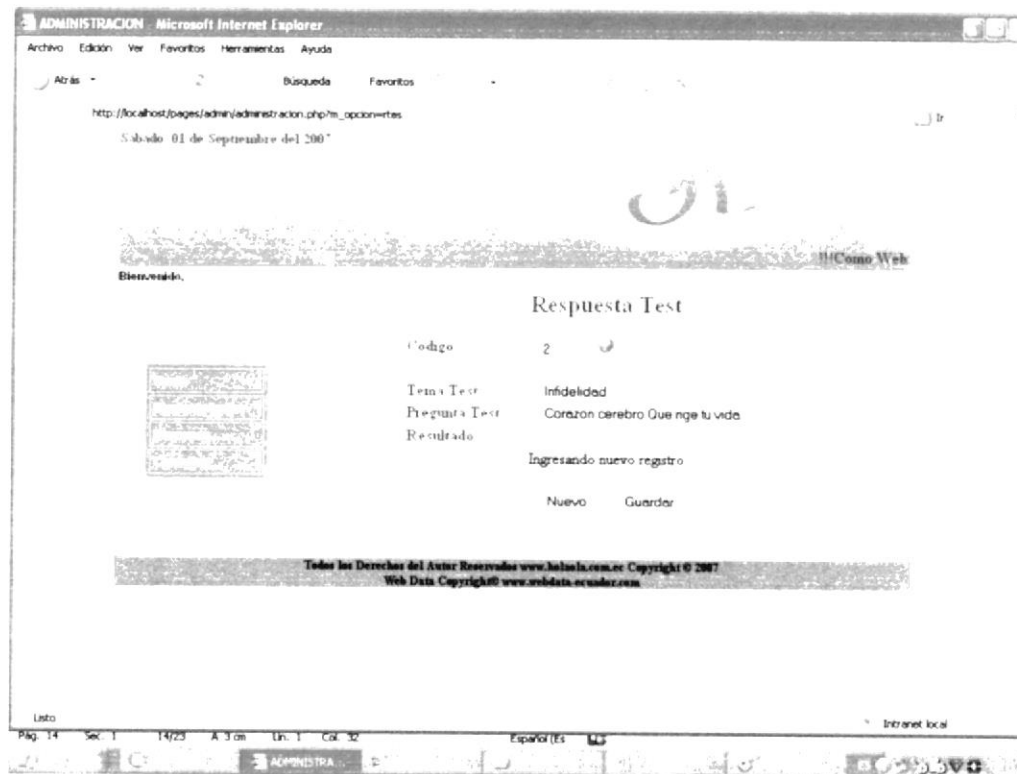 ADMINISTRACION - Microsoft Internet Explorer
Archivo Edición Ver Favoritos Herramientas Ayuda
Atrás Búsqueda Favoritos
http://localhost/pages/admin/administracion.php?m_opcion=rtes Ir
Sabado 01 de Septiembre del 2007
!!!Como Web
Bienvenido,
Respuesta Test
Codigo 2
Tema Test Infidelidad
Pregunta Test Corazon cerebro Que rige tu vida
Resultado
Ingresando nuevo registro
Nuevo Guardar
Todos los Derechos del Autor Reservados www.holaola.com.ec Copyright © 2007
Web Data Copyright© www.webdata-ecuador.com
Listo Intranet local
Pág. 14 Sec. 1 14/23 A 3 cm Lín. 1 Col. 32 Español (Es
ADMINISTRA...